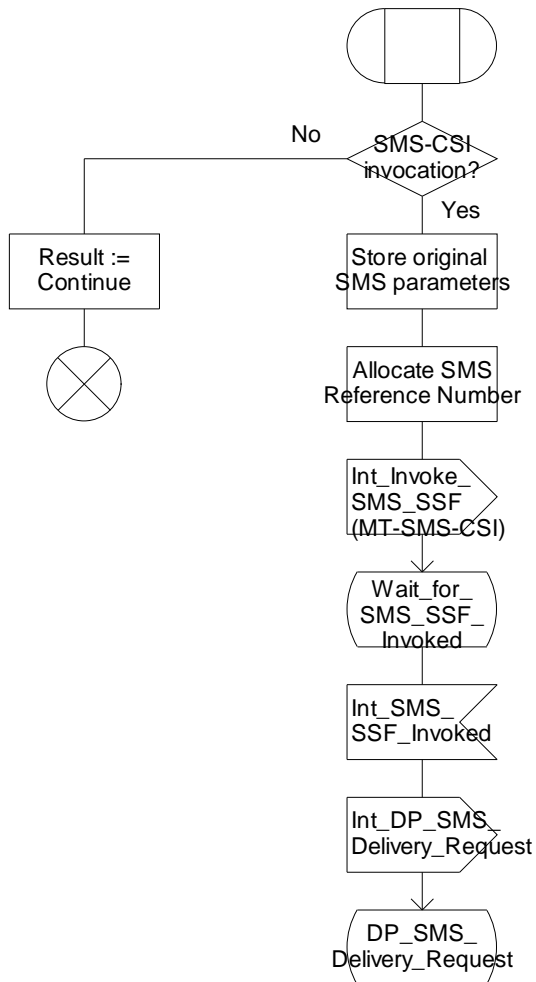 SMS-CSI
invocation?
No
Yes
Result :=
Continue
Store original
SMS parameters
Allocate SMS
Reference Number
Int_Invoke_
SMS_SSF
(MT-SMS-CSI)
Wait_for_
SMS_SSF_
Invoked
Int_SMS_
SSF_Invoked
Int_DP_SMS_
Delivery_Request
DP_SMS_
Delivery_Request